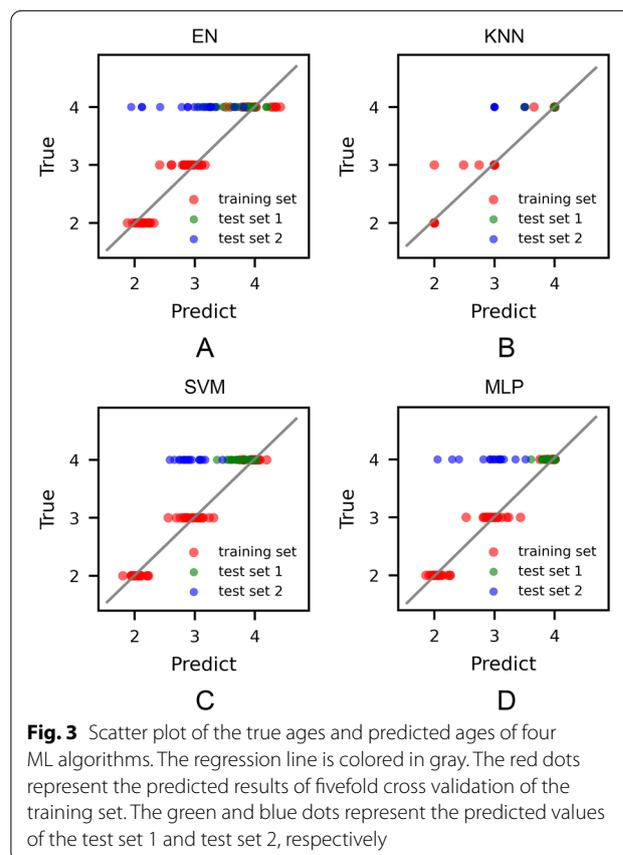 EN
4
3
2
True
training set
test set 1
test set 2
2 3 4
Predict
A
KNN
4
3
2
True
training set
test set 1
test set 2
2 3 4
Predict
B
SVM
4
3
2
True
training set
test set 1
test set 2
2 3 4
Predict
C
MLP
4
3
2
True
training set
test set 1
test set 2
2 3 4
Predict
D
Fig. 3 Scatter plot of the true ages and predicted ages of four
ML algorithms. The regression line is colored in gray. The red dots
represent the predicted results of fivefold cross validation of the
training set. The green and blue dots represent the predicted values
of the test set 1 and test set 2, respectively